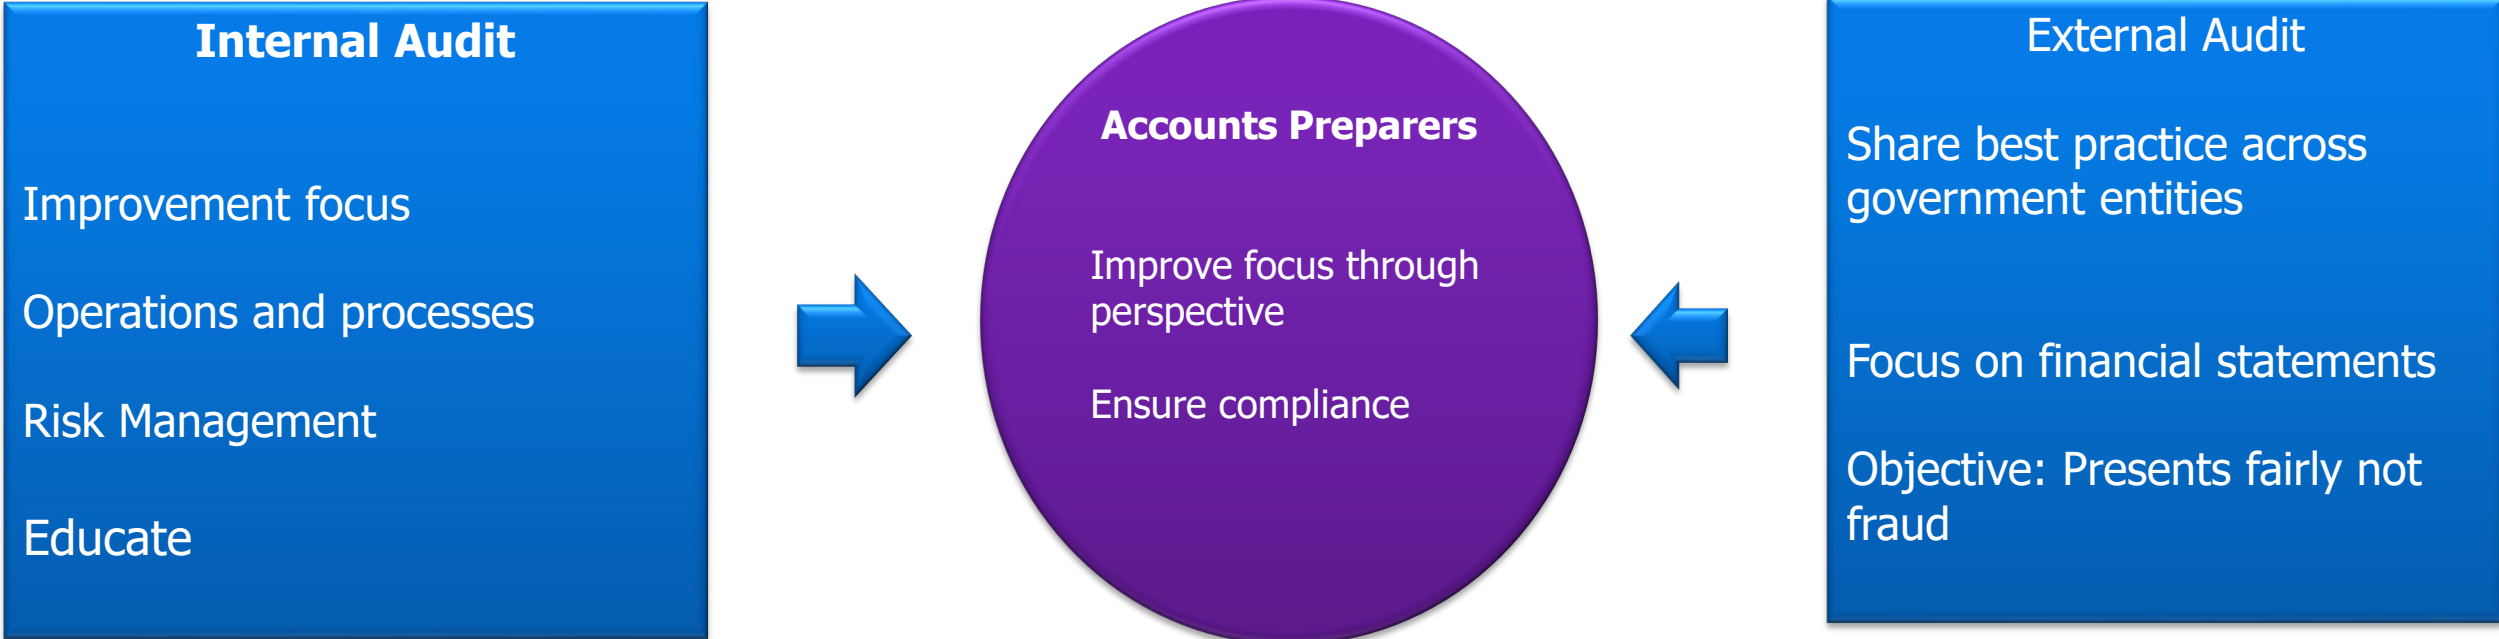 Internal Audit
Improvement focus
Operations and processes
Risk Management
Educate
Accounts Preparers
Improve focus through
perspective
Ensure compliance
External Audit
Share best practice across
government entities
Focus on financial statements
Objective: Presents fairly not
fraud